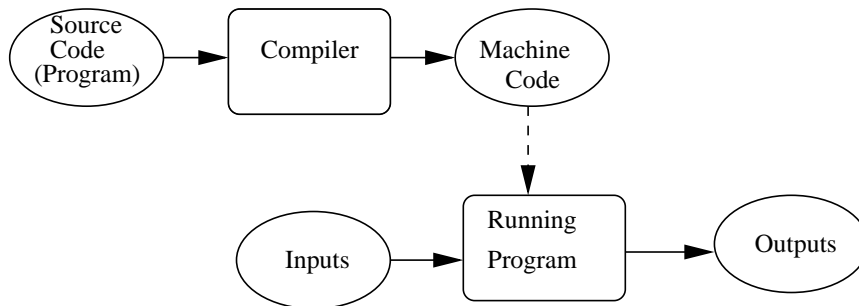 Source
Code
(Program)
Compiler
Machine
Code
Inputs
Running
Program
Outputs